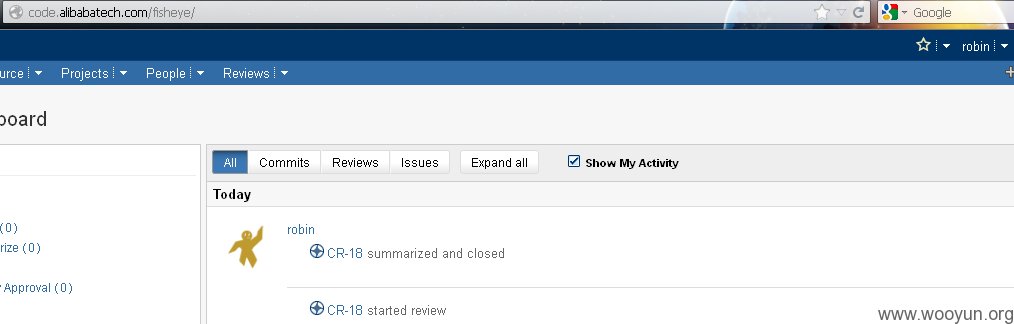 code.alibabatech.com/fisheye/ Google
robin
urce Projects People Reviews
board
All Commits Reviews Issues Expand all Show My Activity
Today
robin
(0)
rize (0)
CR-18 summarized and closed
Approval (0)
CR-18 started review
www.wooyun.org